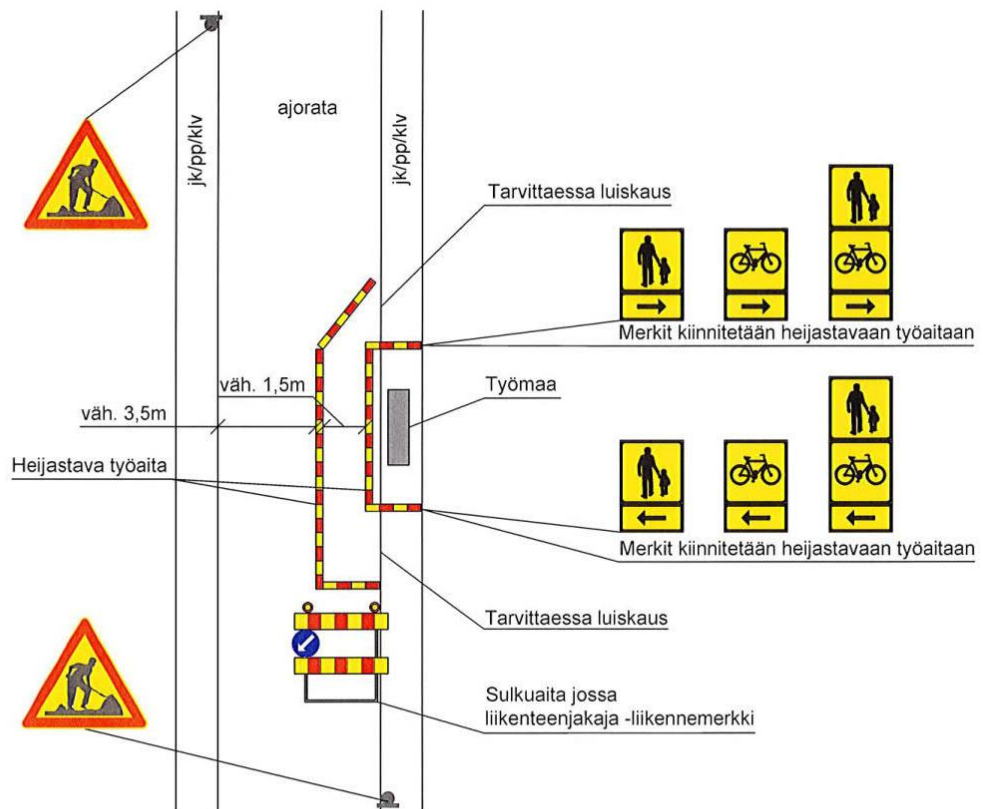 ajorata
jk/pp/klv
jk/pp/klv
Tarvittaessa luiskaus
Merkit kiinnitetään heijastavaan työaitaan
väh. 1,5m
väh. 3,5m
Työmaa
Heijastava työaita
Merkit kiinnitetään heijastavaan työaitaan
Tarvittaessa luiskaus
Sulkuaita jossa
liikenteenjakaja -liikennemerkki